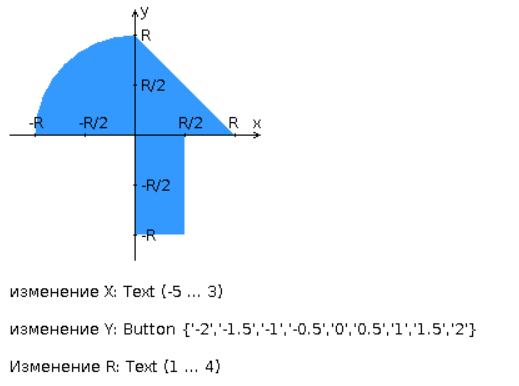 y
R
R/2
-R -R/2 R/2 R x
-R/2
-R
изменение X: Text (-5 ... 3)
изменение Y: Button {'-2','-1.5','-1','-0.5','0','0.5','1','1.5','2'}
Изменение R: Text (1 ... 4)